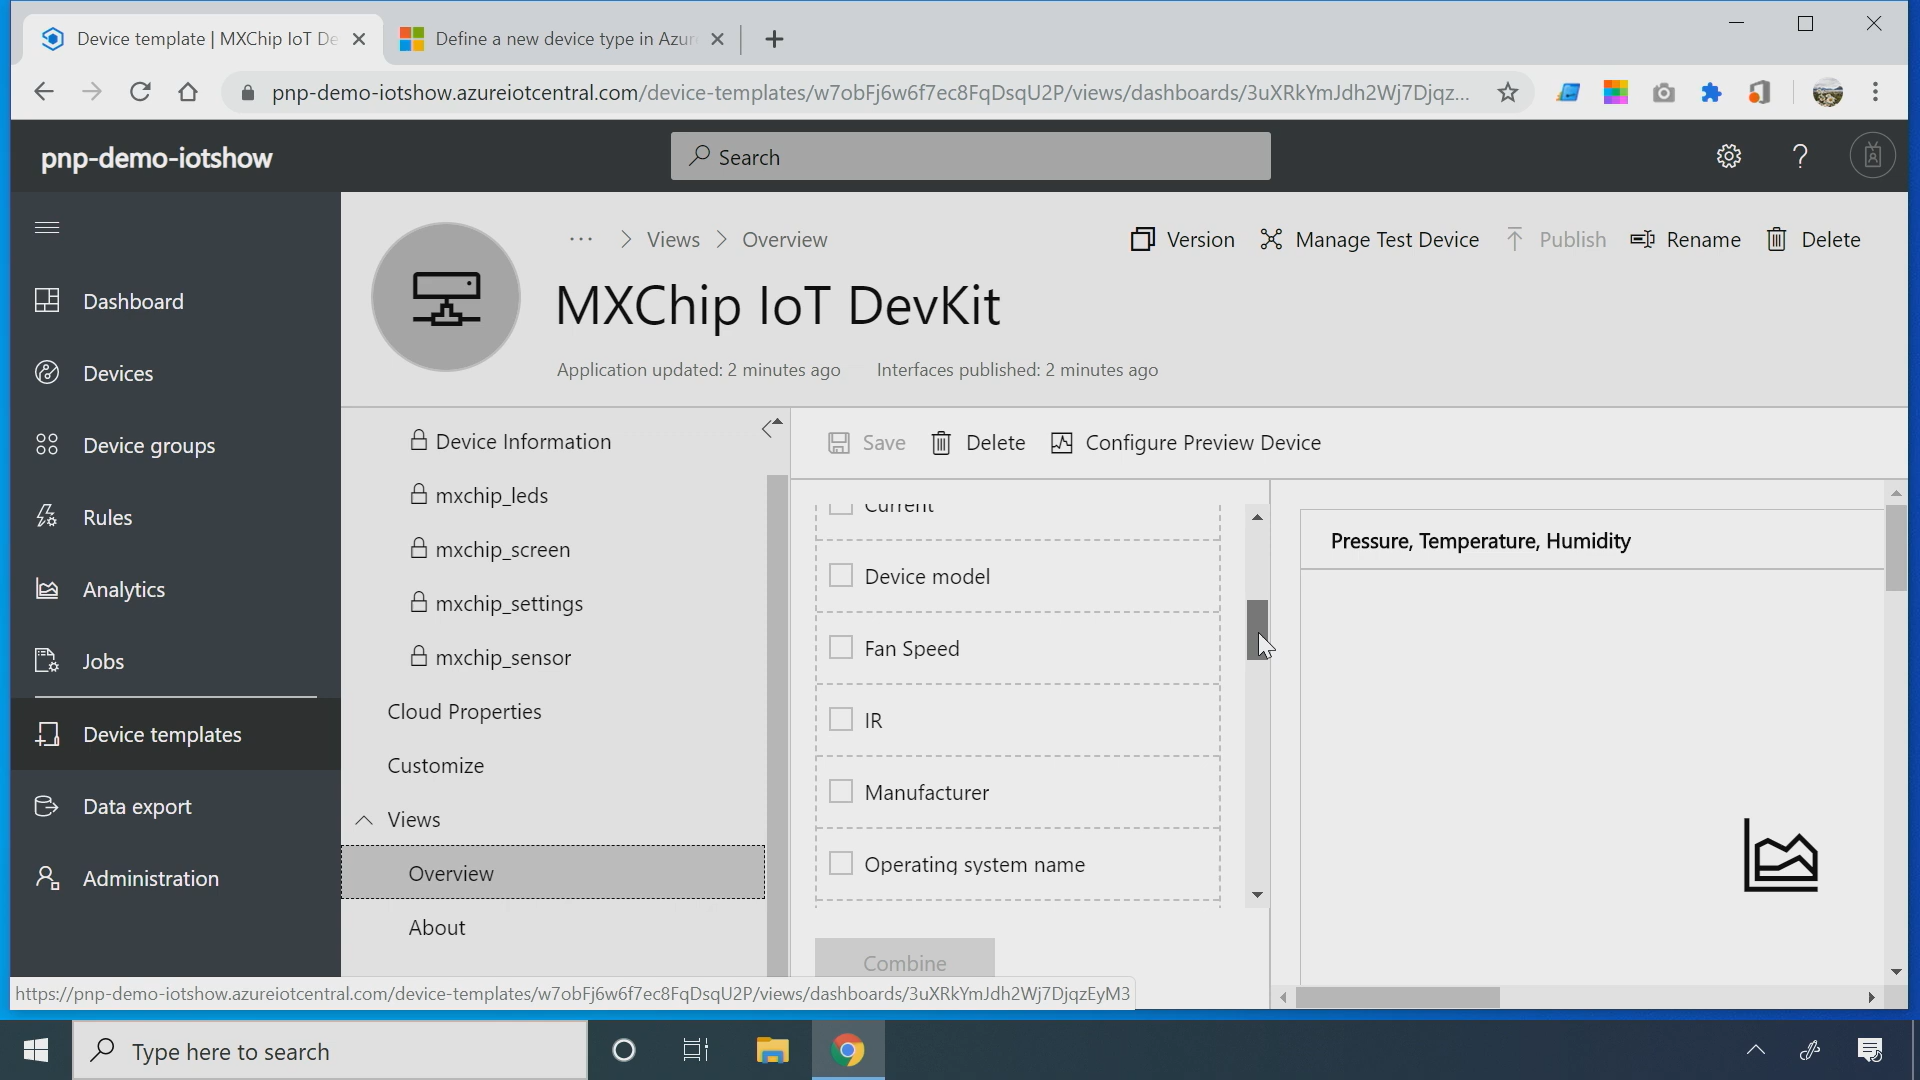 Device template | MXChip IoT De
Define a new device type in Azur
pnp-demo-iotshow.azureiotcentral.com/device-templates/w7obFj6w6f7ec8FqDsqU2P/views/dashboards/3uXRkYmJdh2Wj7Djqz...
pnp-demo-iotshow
Search
?
Dashboard
Devices
Device groups
Rules
Analytics
Jobs
Device templates
Data export
Administration
... > Views > Overview
Version
Manage Test Device
Publish
Rename
Delete
MXChip IoT DevKit
Application updated: 2 minutes ago
Interfaces published: 2 minutes ago
Device Information
mxchip_leds
mxchip_screen
mxchip_settings
mxchip_sensor
Cloud Properties
Customize
Views
Overview
About
Save
Delete
Configure Preview Device
Current
Device model
Fan Speed
IR
Manufacturer
Operating system name
Combine
Pressure, Temperature, Humidity
https://pnp-demo-iotshow.azureiotcentral.com/device-templates/w7obFj6w6f7ec8FqDsqU2P/views/dashboards/3uXRkYmJdh2Wj7DjqzEyM3
Type here to search